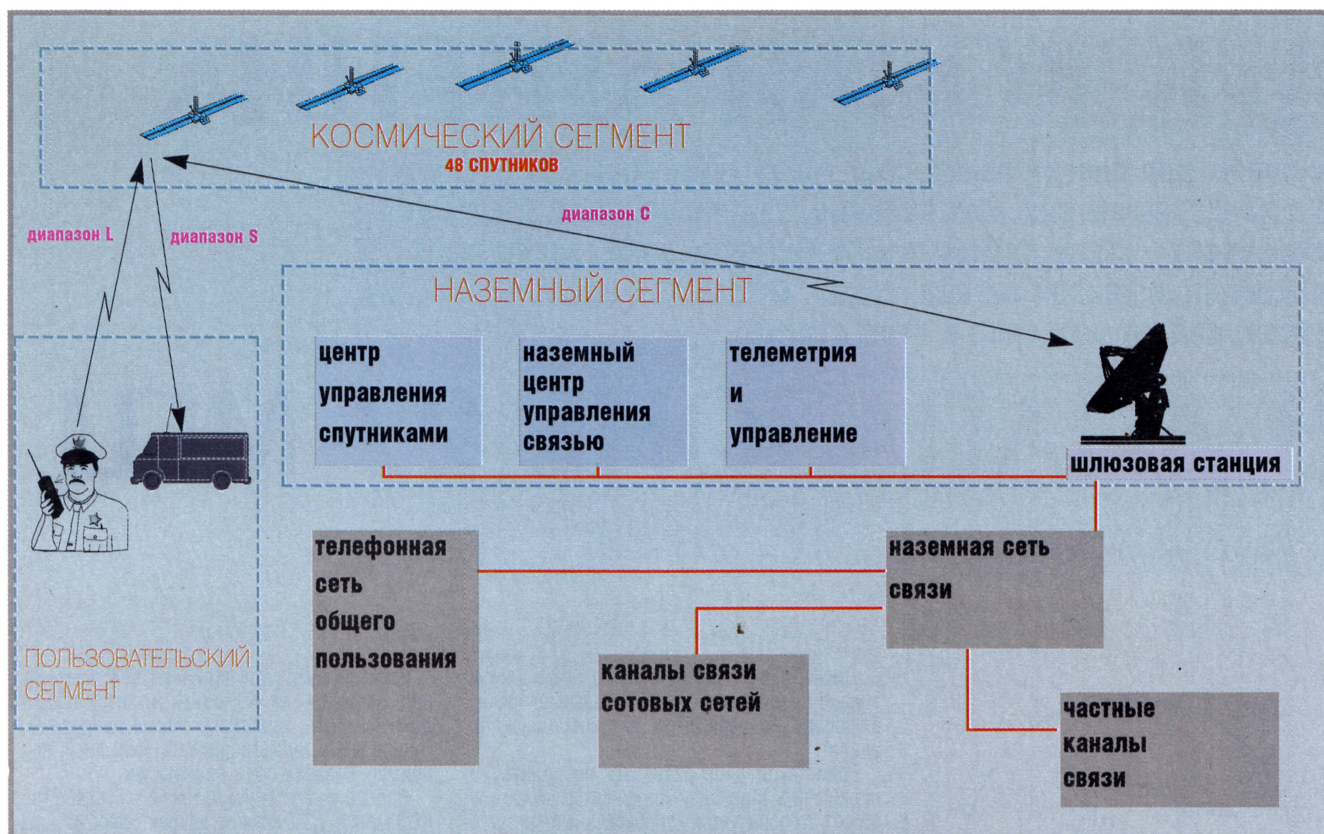 КОСМИЧЕСКИЙ СЕГМЕНТ
48 СПУТНИКОВ
диапазон L
диапазон S
диапазон C
НАЗЕМНЫЙ СЕГМЕНТ
центр
управления
спутниками
наземный
центр
управления
связью
телеметрия
и
управление
шлюзовая станция
ПОЛЬЗОВАТЕЛЬСКИЙ
СЕГМЕНТ
телефонная
сеть
общего
пользования
наземная сеть
связи
каналы связи
сотовых сетей
частные
каналы
связи